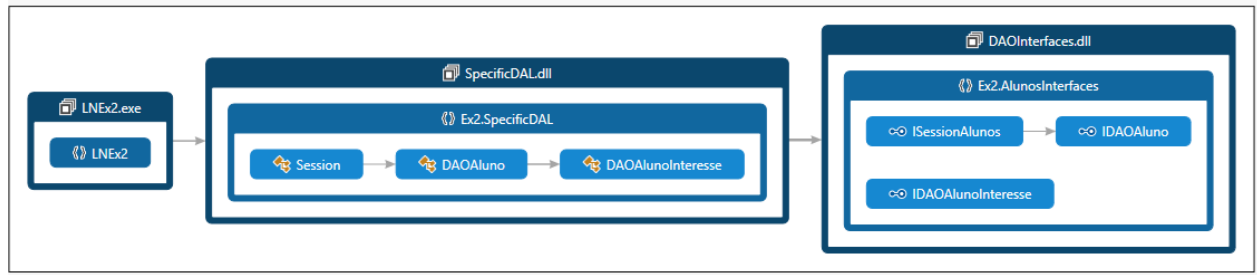 LNEx2.exe
LNEx2
SpecificDAL.dll
Ex2.SpecificDAL
Session
DAOAluno
DAOAlunoInteresse
DAOInterfaces.dll
Ex2.AlunosInterfaces
ISessionAlunos
IDAOAluno
IDAOAlunoInteresse